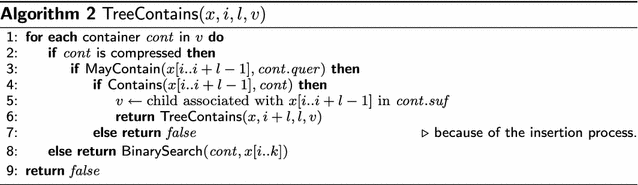 Algorithm 2 TreeContains(x, i, l, v)
1: for each container cont in v do
2: if cont is compressed then
3: if MayContain(x[i..i + l − 1], cont.quer) then
4: if Contains(x[i..i + l − 1], cont) then
5: v ← child associated with x[i..i + l − 1] in cont.suf
6: return TreeContains(x, i + l, l, v)
7: else return false ▷ because of the insertion process.
8: else return BinarySearch(cont, x[i..k])
9: return false